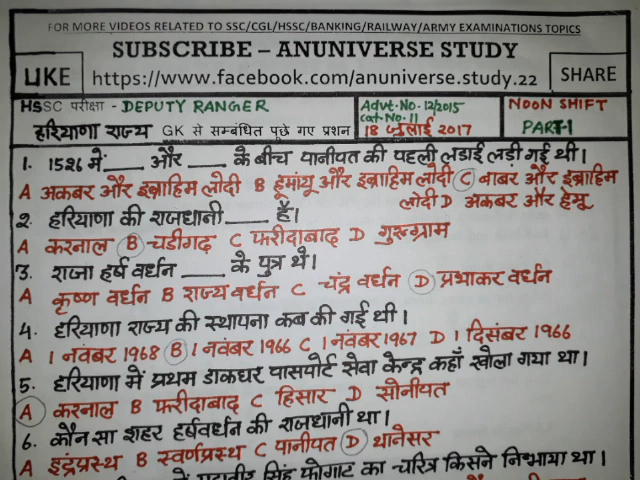 FOR MORE VIDEOS RELATED TO SSC/CGL/HSSC/BANKING/RAILWAY/ARMY EXAMINATIONS TOPICS
SUBSCRIBE – ANUNIVERSE STUDY
LIKE https://www.facebook.com/anuniverse.study.22 SHARE
HSSC परीक्षा - DEPUTY RANGER Advt.No-12/2015 NOON SHIFT
Cat.No.11
हरियाणा राज्य GK से सम्बंधित पूछे गए प्रशन 18 जुलाई 2017 PART-1
1. 1526 में ___ और ___ के बीच पानीपत की पहली लडाई लड़ी गई थी।
A अकबर और इब्राहिम लोदी B हूमांयू और इब्राहिम लोदी C बाबर और इब्राहिम
लोदी D अकबर और हेमू
2. हरियाणा की राजधानी ___ है।
A करनाल B चडीगढ़ C फरीदाबाद D गुरूग्राम
3. राजा हर्ष वर्धन ___ के पुत्र थे।
A कृष्ण वर्धन B राज्य वर्धन C चंद्र वर्धन D प्रभाकर वर्धन
4. हरियाणा राज्य की स्थापना कब की गई थी।
A 1 नवंबर 1968 B 1 नवंबर 1966 C 1 नवंबर 1967 D 1 दिसंबर 1966
5. हरियाणा में प्रथम डाकघर पासपोर्ट सेवा केन्द्र कहाँ खोला गया था।
A करनाल B फरीदाबाद C हिसार D सोनीपत
6. कौन सा शहर हर्षवर्धन की राजधानी था।
A इंद्रप्रस्थ B स्वर्णप्रस्थ C पानीपत D थानेसर
में महावीर सिंह फोगाट का चरित्र किसने निभाया था।